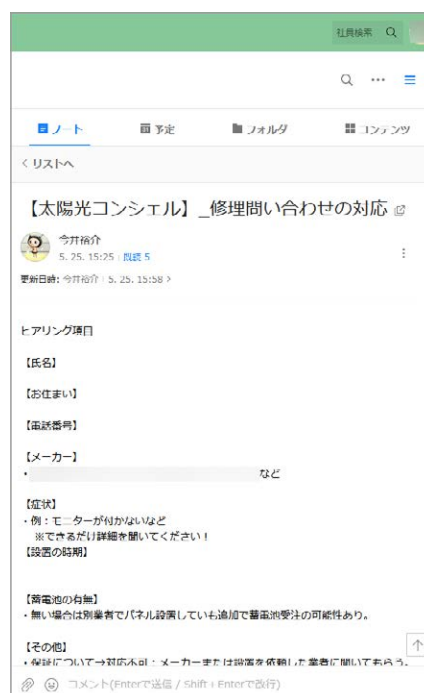 社員検索
ノート 予定 フォルダ コンテンツ
< リストへ
【太陽光コンシェル】_修理問い合わせの対応
今井裕介
5. 25. 15:25 | 既読 5
更新日時: 今井裕介 | 5. 25. 15:58 >
ヒアリング項目
【氏名】
【お住まい】
【電話番号】
【メーカー】
・ など
【症状】
・例：モニターが付かないなど
※できるだけ詳細を聞いてください！
【設置の時期】
【蓄電池の有無】
・無い場合は別業者でパネル設置していても追加で蓄電池受注の可能性あり。
【その他】
・保証について→対応不可：メーカーまたは設置を依頼した業者に聞いてもらう。
コメント(Enterで送信 / Shift + Enterで改行)